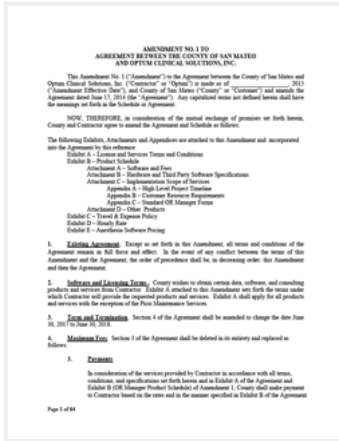 AMENDMENT NO. 1 TO
AGREEMENT BETWEEN THE COUNTY OF SAN MATEO
AND OPTUM CLINICAL SOLUTIONS, INC.
This Amendment No. 1 ("Amendment") to the Agreement between the County of San Mateo and
Optum Clinical Solutions, Inc. ("Contractor" or "Optum") is made as of ____________, 2015
("Amendment Effective Date"), and County of San Mateo ("County" or "Customer") and amends the
Agreement dated June 17, 2014 (the "Agreement"). Any capitalized terms not defined herein shall have
the meanings set forth in the Schedule or Agreement.
NOW, THEREFORE, in consideration of the mutual exchange of promises set forth herein,
County and Contractor agree to amend the Agreement and Schedule as follows:
The following Exhibits, Attachments and Appendices are attached to this Amendment and incorporated
into the Agreement by this reference:
Exhibit A – License and Services Terms and Conditions
Exhibit B – Product Schedule
Attachment A – Software and Fees
Attachment B – Hardware and Third Party Software Specifications
Attachment C – Implementation Scope of Services
Appendix A – High Level Project Timeline
Appendix B – Customer Resource Requirements
Appendix C – Standard OR Manager Forms
Attachment D – Other Products
Exhibit C – Travel & Expense Policy
Exhibit D – Hourly Rate
Exhibit E – Anesthesia Software Pricing
1. Existing Agreement. Except as set forth in this Amendment, all terms and conditions of the
Agreement remain in full force and effect. In the event of any conflict between the terms of this
Amendment and the Agreement, the order of precedence shall be, in decreasing order: this Amendment
and then the Agreement.
2. Software and Licensing Terms. County wishes to obtain certain data, software, and consulting
products and services from Contractor. Exhibit A attached to this Amendment sets forth the terms under
which Contractor will provide the requested products and services. Exhibit A shall apply for all products
and services with the exception of the Picis Maintenance Services.
3. Term and Termination. Section 4 of the Agreement shall be amended to change the date June
30, 2017 to June 30, 2018.
4. Maximum Fees. Section 3 of the Agreement shall be deleted in its entirety and replaced as
follows:
3. Payments
In consideration of the services provided by Contractor in accordance with all terms,
conditions, and specifications set forth herein and in Exhibit A of the Agreement and
Exhibit B (OR Manager Product Schedule) of Amendment 1, County shall make payment
to Contractor based on the rates and in the manner specified in Exhibit B of the Agreement
Page 1 of 64